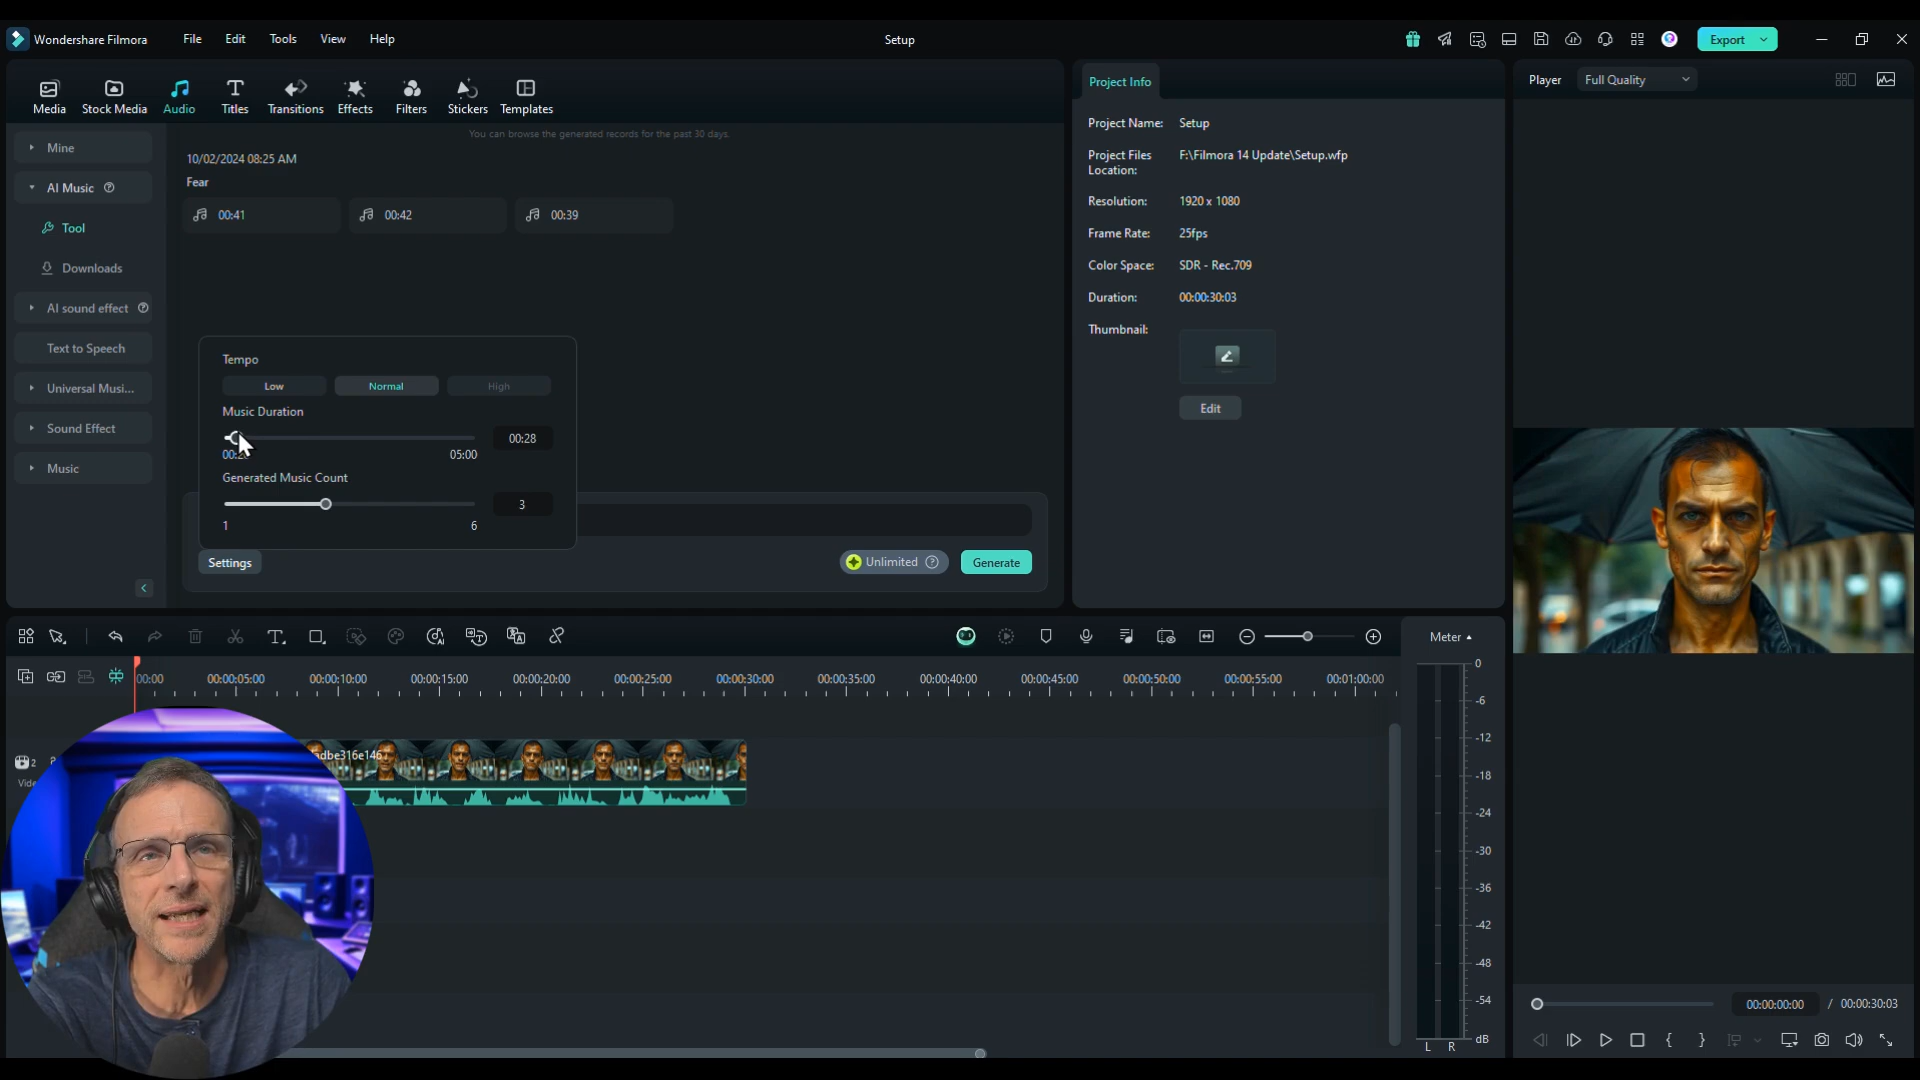 Wondershare Filmora
File Edit Tools View Help
Setup
Export
Media Stock Media Audio Titles Transitions Effects Filters Stickers Templates
Mine
AI Music
Tool
Downloads
AI sound effect
Text to Speech
Universal Musi...
Sound Effect
Music
You can browse the generated records for the past 30 days.
10/02/2024 08:25 AM
Fear
00:41 00:42 00:39
Tempo
Low Normal High
Music Duration
00:28
05:00
Generated Music Count
3
1 6
Settings
Unlimited
Generate
Project Info
Project Name: Setup
Project Files Location: F:\Filmora 14 Update\Setup.wfp
Resolution: 1920 x 1080
Frame Rate: 25fps
Color Space: SDR - Rec.709
Duration: 00:00:30:03
Thumbnail:
Edit
Player Full Quality
00:00:00:00 / 00:00:30:03
Meter
0
-6
-12
-18
-24
-30
-36
-42
-48
-54
dB
L R
00:00 00:00:05:00 00:00:10:00 00:00:15:00 00:00:20:00 00:00:25:00 00:00:30:00 00:00:35:00 00:00:40:00 00:00:45:00 00:00:50:00 00:00:55:00 00:01:00:00
2